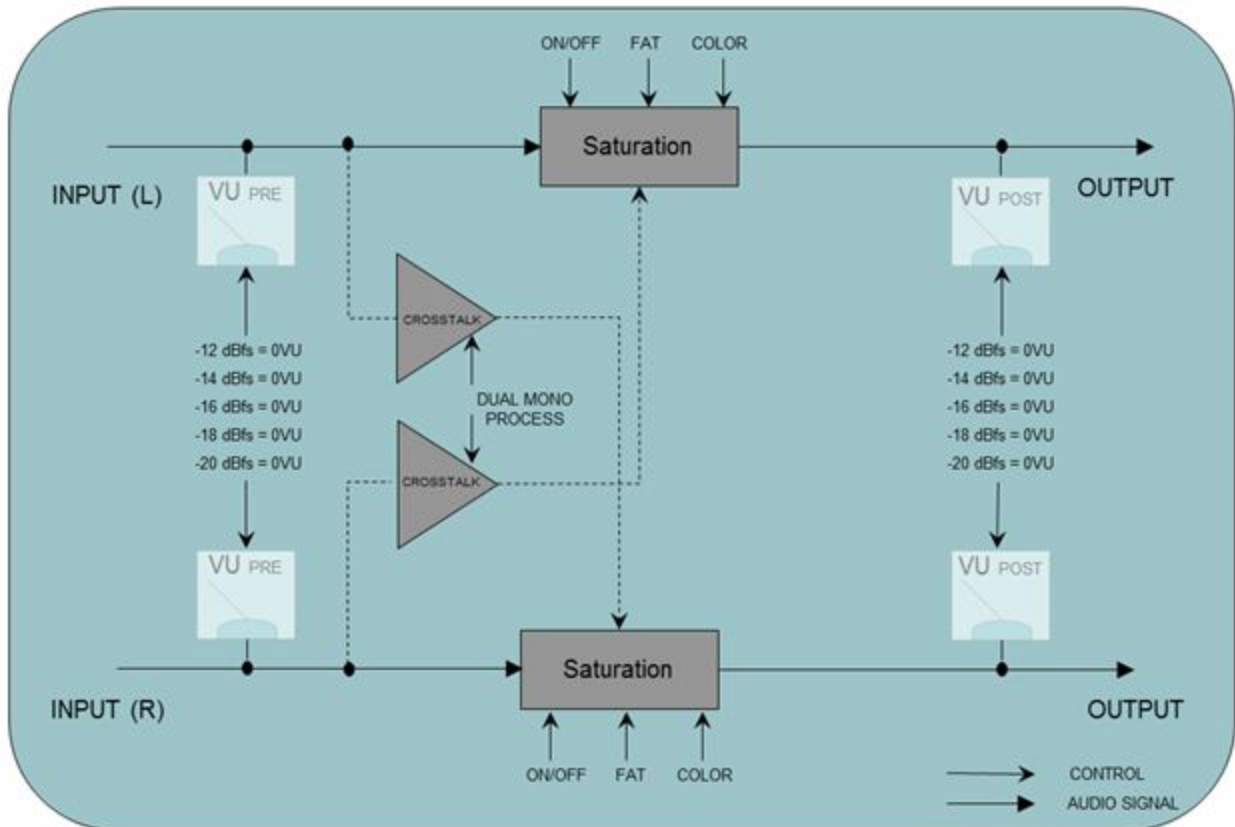 ON/OFF FAT COLOR
Saturation
INPUT (L)
VU PRE
VU POST
OUTPUT
CROSSTALK
-12 dBfs = 0VU
-14 dBfs = 0VU
-16 dBfs = 0VU
-18 dBfs = 0VU
-20 dBfs = 0VU
DUAL MONO
PROCESS
-12 dBfs = 0VU
-14 dBfs = 0VU
-16 dBfs = 0VU
-18 dBfs = 0VU
-20 dBfs = 0VU
CROSSTALK
VU PRE
VU POST
Saturation
INPUT (R)
OUTPUT
ON/OFF FAT COLOR
CONTROL
AUDIO SIGNAL